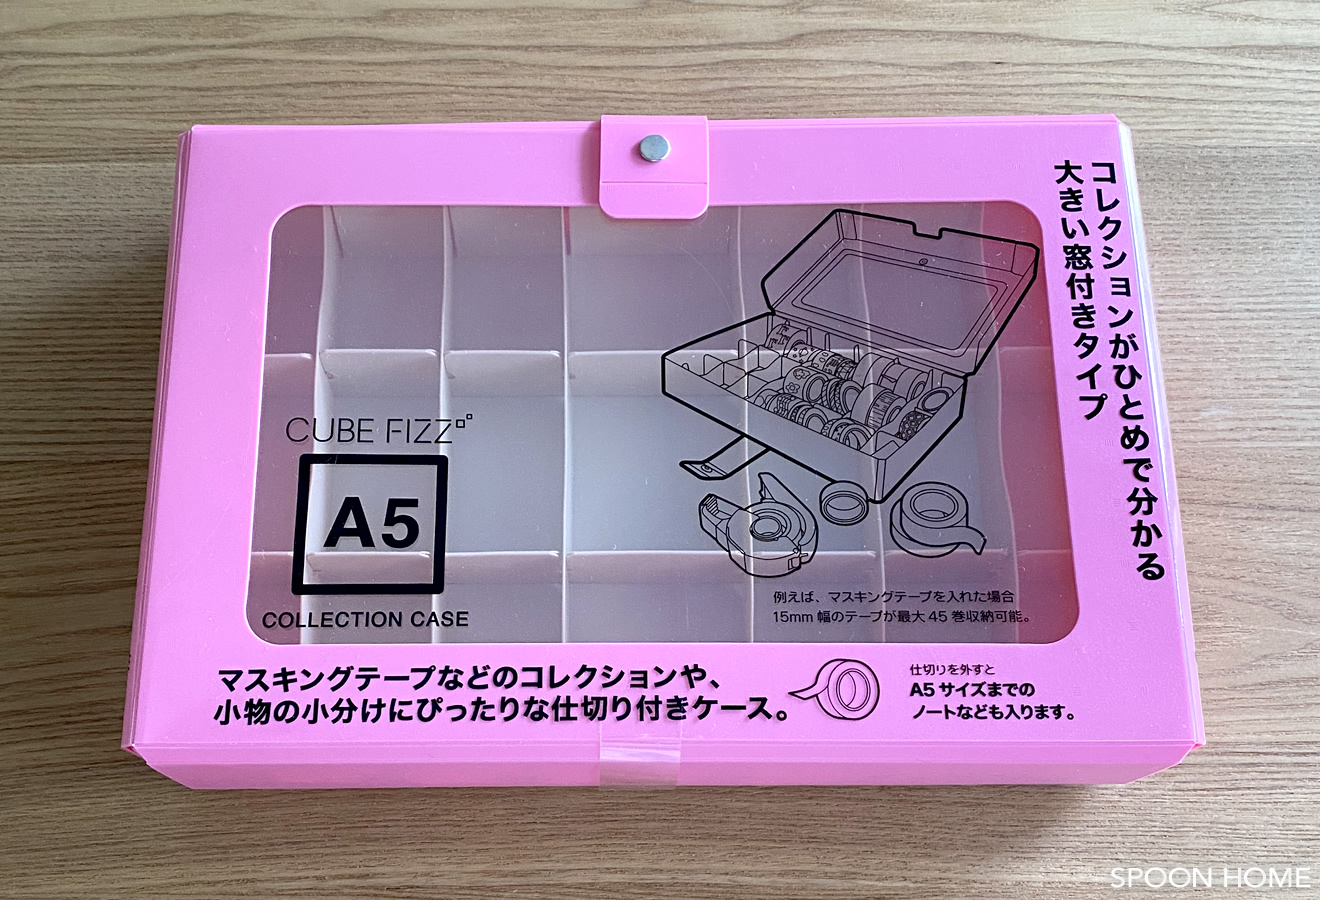 コレクションがひとめで分かる
大きい窓付きタイプ
CUBE FIZZ
A5
COLLECTION CASE
例えば、マスキングテープを入れた場合
15mm 幅のテープが最大 45 巻収納可能。
マスキングテープなどのコレクションや、
小物の小分けにぴったりな仕切り付きケース。
仕切りを外すと
A5 サイズまでの
ノートなども入ります。
SPOON HOME